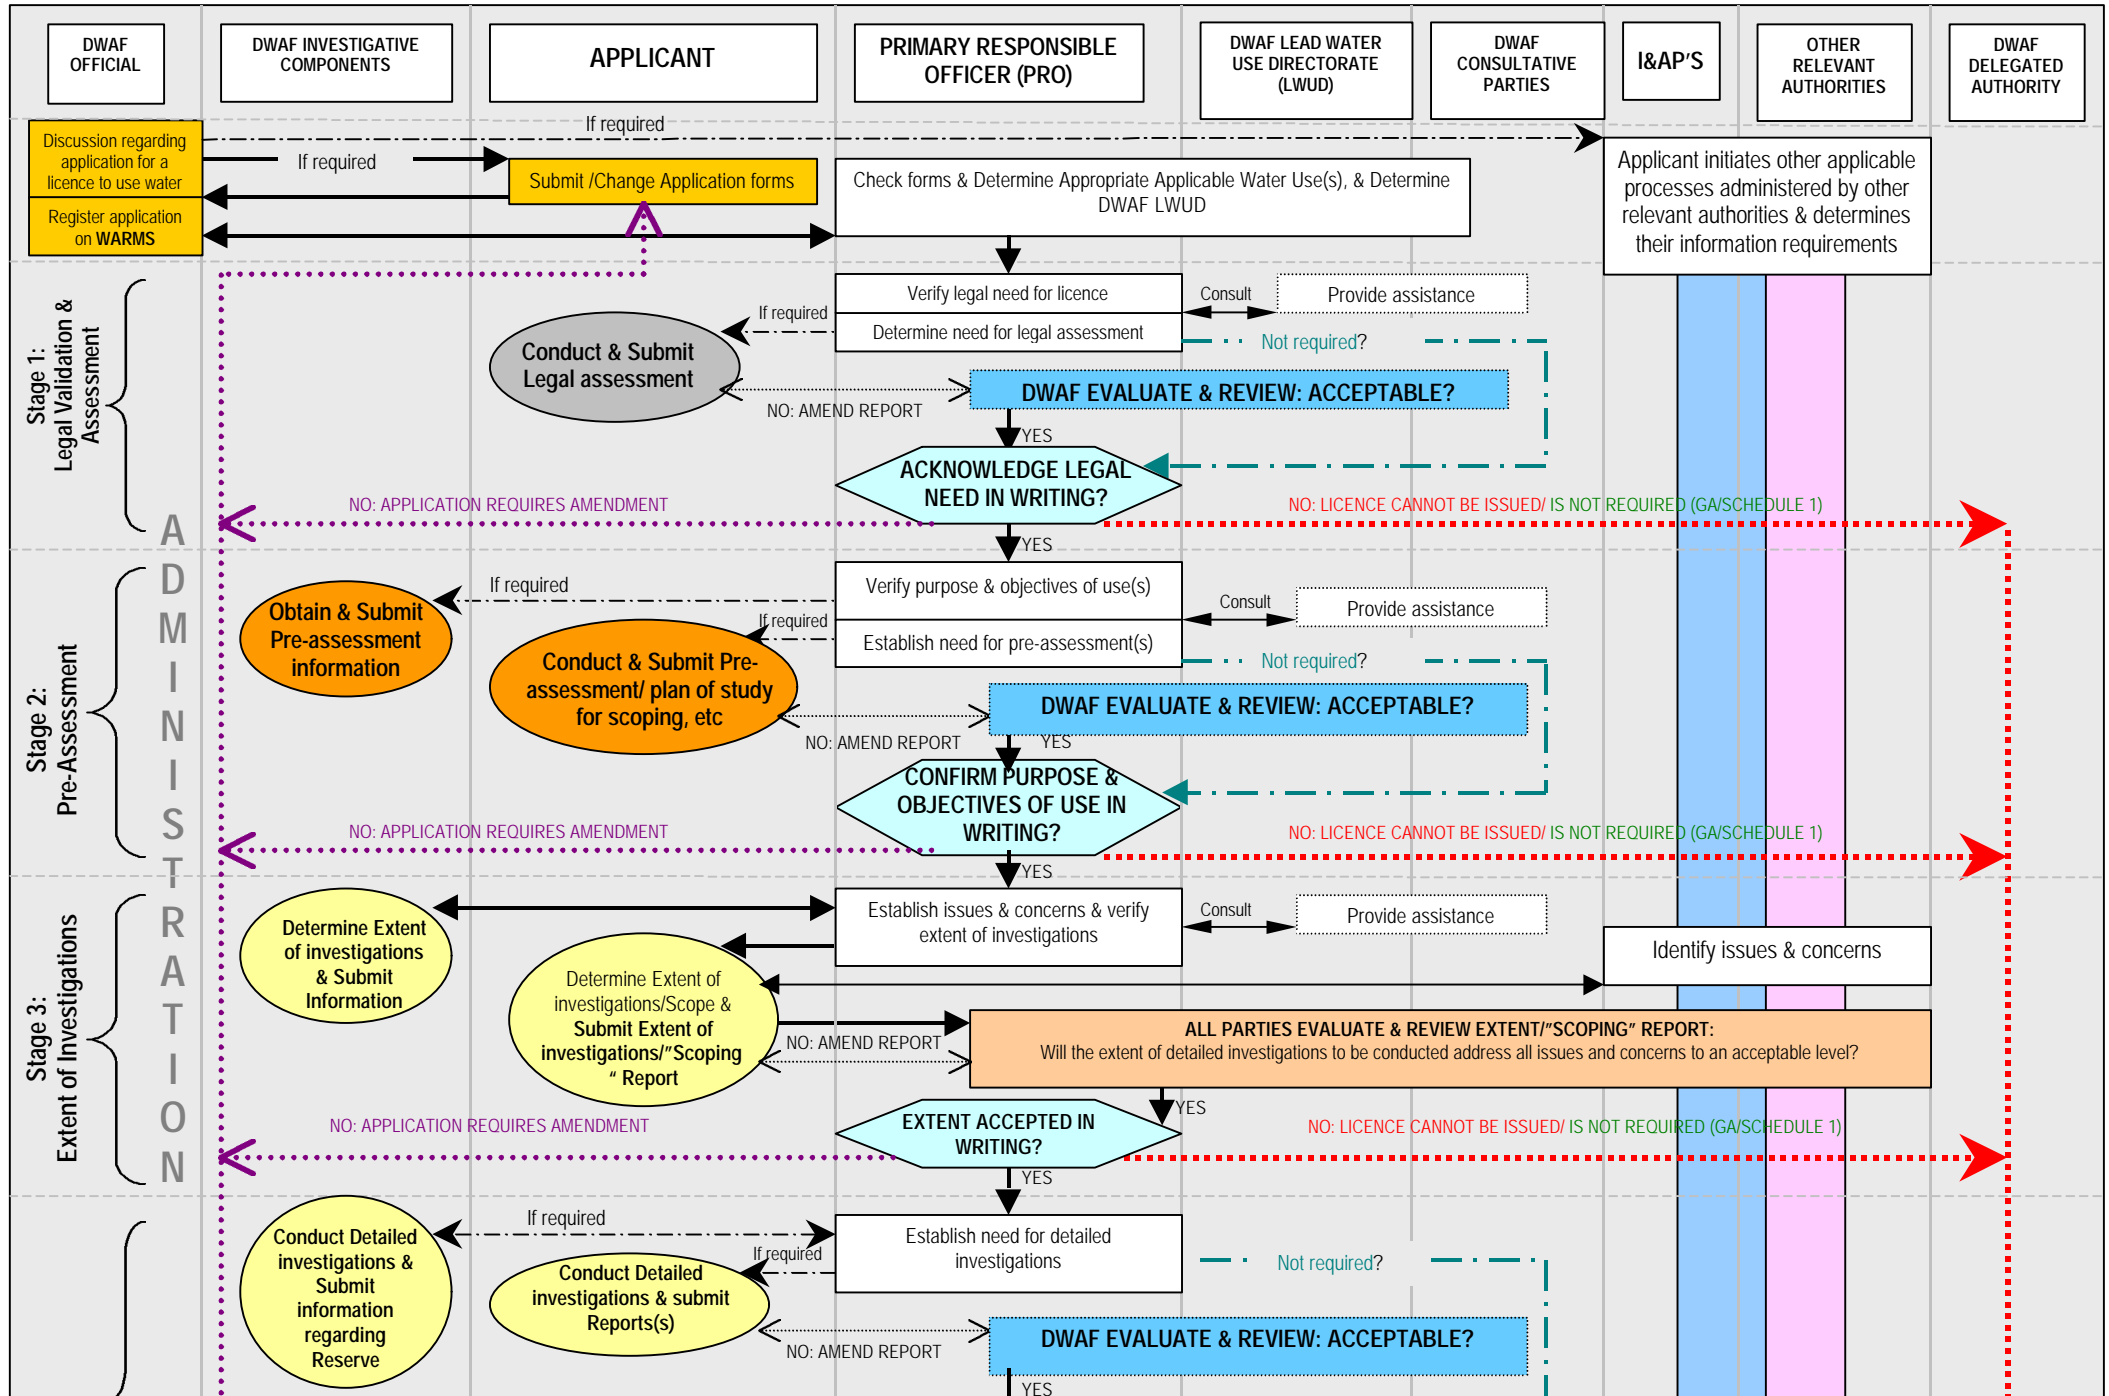 DWAF
OFFICIAL
DWAF INVESTIGATIVE
COMPONENTS
APPLICANT
PRIMARY RESPONSIBLE
OFFICER (PRO)
DWAF LEAD WATER
USE DIRECTORATE
(LWUD)
DWAF
CONSULTATIVE
PARTIES
I&AP'S
OTHER
RELEVANT
AUTHORITIES
DWAF
DELEGATED
AUTHORITY
If required
Discussion regarding
application for a
licence to use water
If required
Submit /Change Application forms
Register application
on WARMS
Check forms & Determine Appropriate Applicable Water Use(s), & Determine
DWAF LWUD
Applicant initiates other applicable
processes administered by other
relevant authorities & determines
their information requirements
Stage 1:
Legal Validation &
Assessment
Verify legal need for licence
Consult
Provide assistance
If required
Determine need for legal assessment
Not required?
Conduct & Submit
Legal assessment
DWAF EVALUATE & REVIEW: ACCEPTABLE?
NO: AMEND REPORT
YES
ACKNOWLEDGE LEGAL
NEED IN WRITING?
NO: APPLICATION REQUIRES AMENDMENT
NO: LICENCE CANNOT BE ISSUED/ IS NOT REQUIRED (GA/SCHEDULE 1)
YES
ADMINISTRATION
Stage 2:
Pre-Assessment
If required
Verify purpose & objectives of use(s)
Obtain & Submit
Pre-assessment
information
Consult
Provide assistance
If required
Establish need for pre-assessment(s)
Not required?
Conduct & Submit Pre-
assessment/ plan of study
for scoping, etc
DWAF EVALUATE & REVIEW: ACCEPTABLE?
NO: AMEND REPORT
YES
CONFIRM PURPOSE &
OBJECTIVES OF USE IN
WRITING?
NO: APPLICATION REQUIRES AMENDMENT
NO: LICENCE CANNOT BE ISSUED/ IS NOT REQUIRED (GA/SCHEDULE 1)
YES
Stage 3:
Extent of Investigations
Determine Extent
of investigations
& Submit
Information
Establish issues & concerns & verify
extent of investigations
Consult
Provide assistance
Identify issues & concerns
Determine Extent of
investigations/Scope &
Submit Extent of
investigations/"Scoping
" Report
NO: AMEND REPORT
ALL PARTIES EVALUATE & REVIEW EXTENT/"SCOPING" REPORT:
Will the extent of detailed investigations to be conducted address all issues and concerns to an acceptable level?
YES
EXTENT ACCEPTED IN
WRITING?
NO: APPLICATION REQUIRES AMENDMENT
NO: LICENCE CANNOT BE ISSUED/ IS NOT REQUIRED (GA/SCHEDULE 1)
YES
Conduct Detailed
investigations &
Submit
information
regarding
Reserve
If required
Establish need for detailed
investigations
If required
Not required?
Conduct Detailed
investigations & submit
Reports(s)
DWAF EVALUATE & REVIEW: ACCEPTABLE?
NO: AMEND REPORT
YES